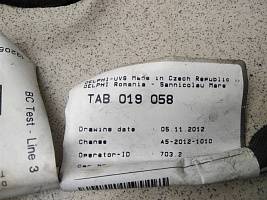 DELPHI-UVG Made in Czech Republic
DELPHI Romania - Sannicolau Mare
TAB 019 058
Drawing date 05.11.2012
Change A5-2012-1010
Operator-ID 703.2
BC Test - Line 3